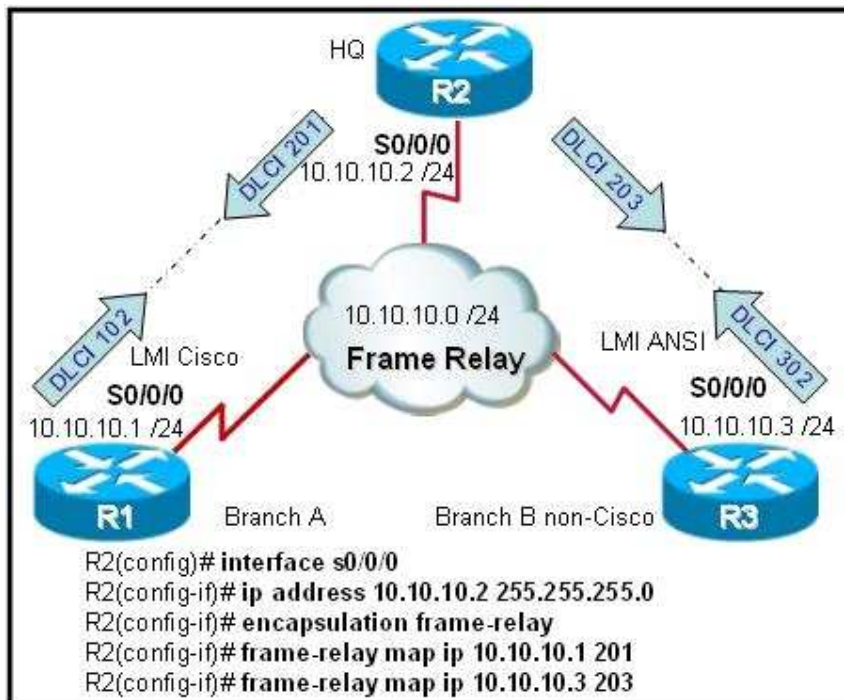 HQ
R2
S0/0/0
10.10.10.2 /24
DLCI 201
DLCI 203
10.10.10.0 /24
Frame Relay
DLCI 102
LMI Cisco
LMI ANSI
DLCI 302
S0/0/0
10.10.10.1 /24
S0/0/0
10.10.10.3 /24
R1
Branch A
Branch B non-Cisco
R3
R2(config)# interface s0/0/0
R2(config-if)# ip address 10.10.10.2 255.255.255.0
R2(config-if)# encapsulation frame-relay
R2(config-if)# frame-relay map ip 10.10.10.1 201
R2(config-if)# frame-relay map ip 10.10.10.3 203